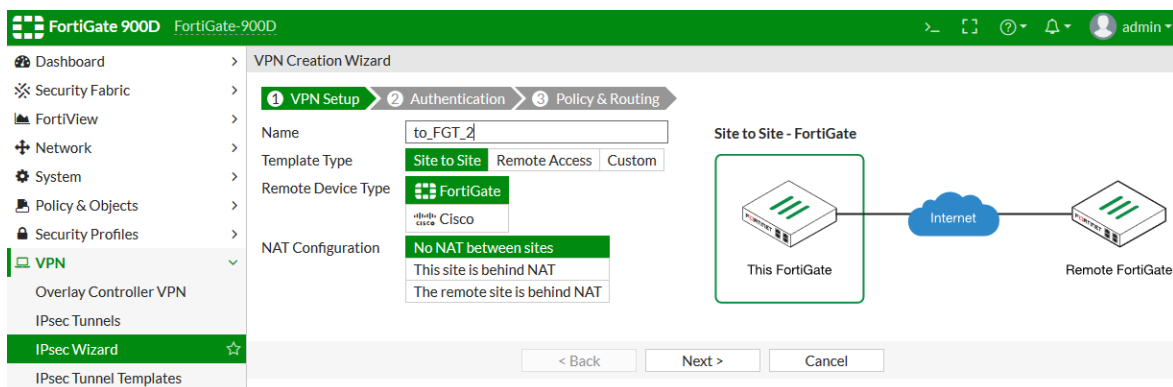 FortiGate 900D FortiGate-900D >_ admin
Dashboard
Security Fabric
FortiView
Network
System
Policy & Objects
Security Profiles
VPN
Overlay Controller VPN
IPsec Tunnels
IPsec Wizard
IPsec Tunnel Templates
VPN Creation Wizard
1 VPN Setup 2 Authentication 3 Policy & Routing
Name to_FGT_2
Template Type Site to Site Remote Access Custom
Remote Device Type FortiGate
CISCO Cisco
NAT Configuration No NAT between sites
This site is behind NAT
The remote site is behind NAT
Site to Site - FortiGate
FORTINET
Internet
FORTINET
This FortiGate
Remote FortiGate
< Back Next > Cancel